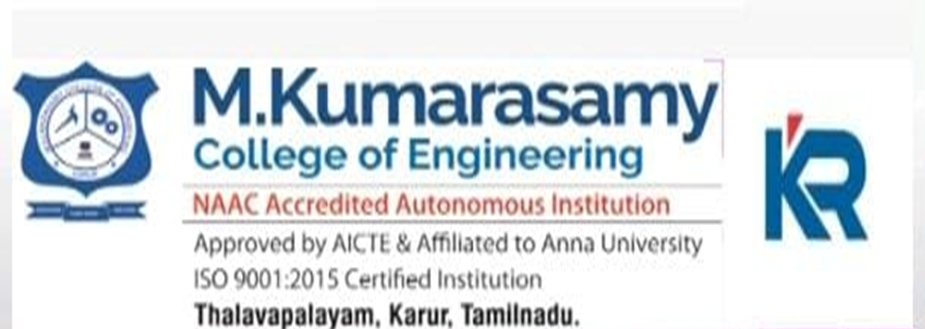 M.Kumarasamy
College of Engineering
NAAC Accredited Autonomous Institution
Approved by AICTE & Affiliated to Anna University
ISO 9001:2015 Certified Institution
Thalavapalayam, Karur, Tamilnadu.
KR